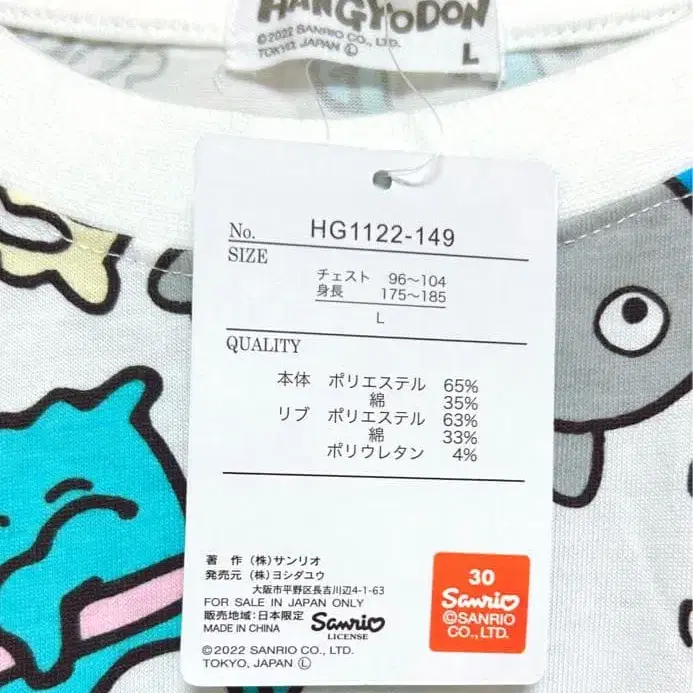 HANGYODON
©2022 SANRIO CO., LTD.
TOKYO, JAPAN Ⓛ
L
No. HG1122-149
SIZE
チェスト 96〜104
身長 175〜185
L
QUALITY
本体 ポリエステル 65%
綿 35%
リブ ポリエステル 63%
綿 33%
ポリウレタン 4%
著作 (株)サンリオ
発売元 (株)ヨシダユウ
大阪市平野区長吉川辺4-1-63
FOR SALE IN JAPAN ONLY
販売地域:日本限定
MADE IN CHINA
Sanrio
LICENSE
©2022 SANRIO CO., LTD.
TOKYO, JAPAN Ⓛ
30
Sanrio
©SANRIO
CO., LTD.